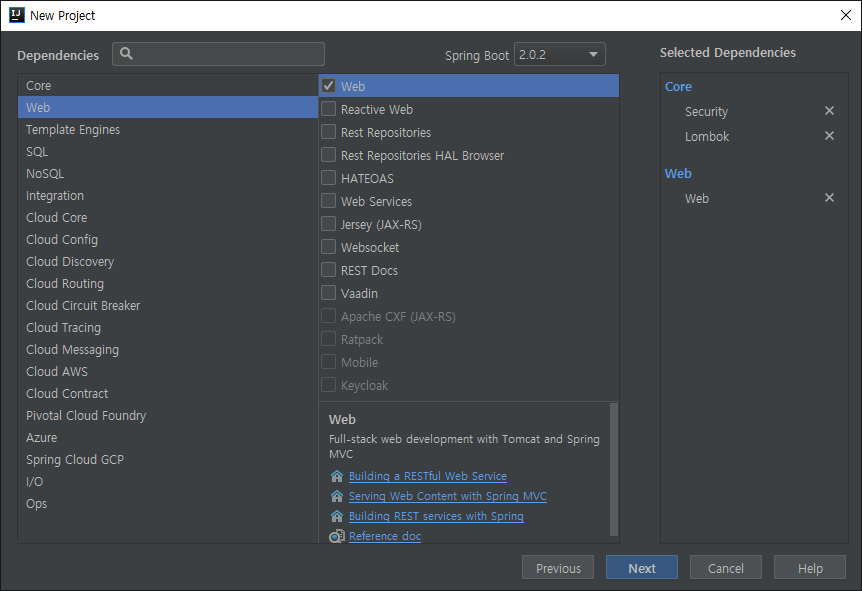 New Project
Dependencies
Spring Boot 2.0.2
Selected Dependencies
Core
Web
Template Engines
SQL
NoSQL
Integration
Cloud Core
Cloud Config
Cloud Discovery
Cloud Routing
Cloud Circuit Breaker
Cloud Tracing
Cloud Messaging
Cloud AWS
Cloud Contract
Pivotal Cloud Foundry
Azure
Spring Cloud GCP
I/O
Ops
Web
Reactive Web
Rest Repositories
Rest Repositories HAL Browser
HATEOAS
Web Services
Jersey (JAX-RS)
Websocket
REST Docs
Vaadin
Apache CXF (JAX-RS)
Ratpack
Mobile
Keycloak
Web
Full-stack web development with Tomcat and Spring
MVC
Building a RESTful Web Service
Serving Web Content with Spring MVC
Building REST services with Spring
Reference doc
Core
Security
Lombok
Web
Web
Previous
Next
Cancel
Help